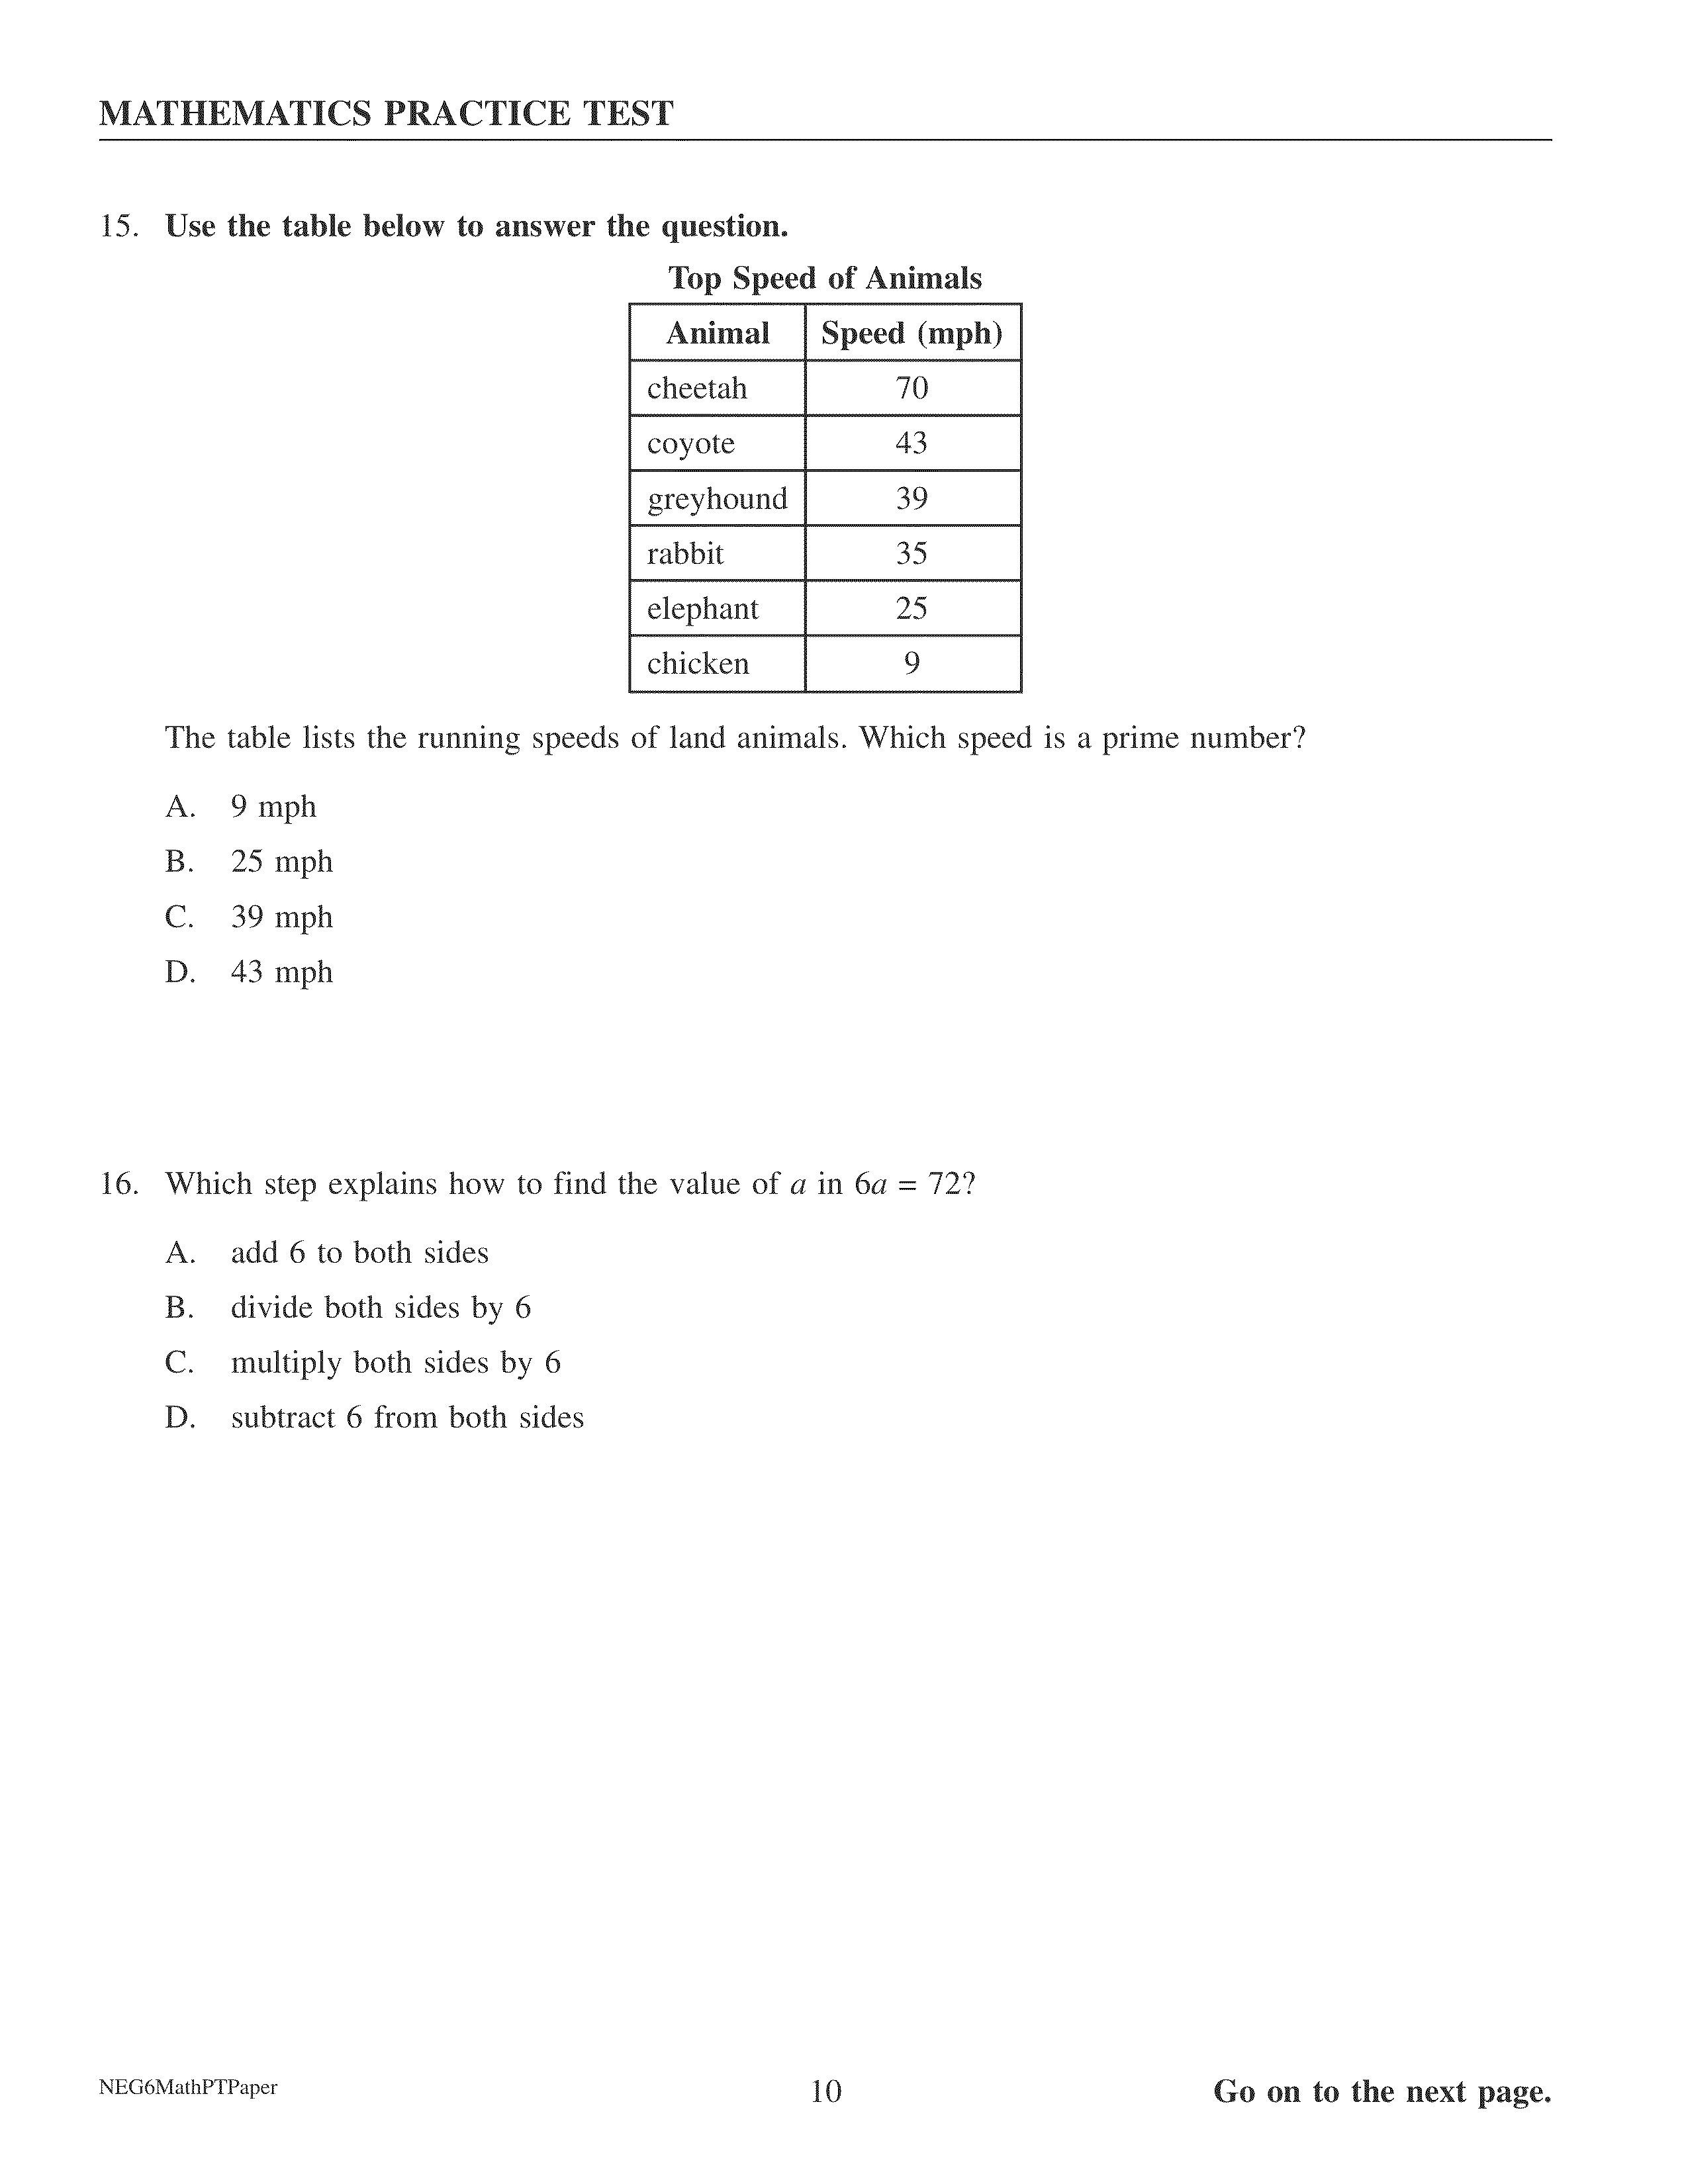 MATHEMATICS PRACTICE TEST
15. Use the table below to answer the question.
Top Speed of Animals
Animal Speed (mph)
cheetah 70
coyote 43
greyhound 39
rabbit 35
elephant 25
chicken 9
The table lists the running speeds of land animals. Which speed is a prime number?
A. 9 mph
B. 25 mph
C. 39 mph
D. 43 mph
16. Which step explains how to find the value of a in 6a = 72?
A. add 6 to both sides
B. divide both sides by 6
C. multiply both sides by 6
D. subtract 6 from both sides
NEG6MathPTPaper 10 Go on to the next page.